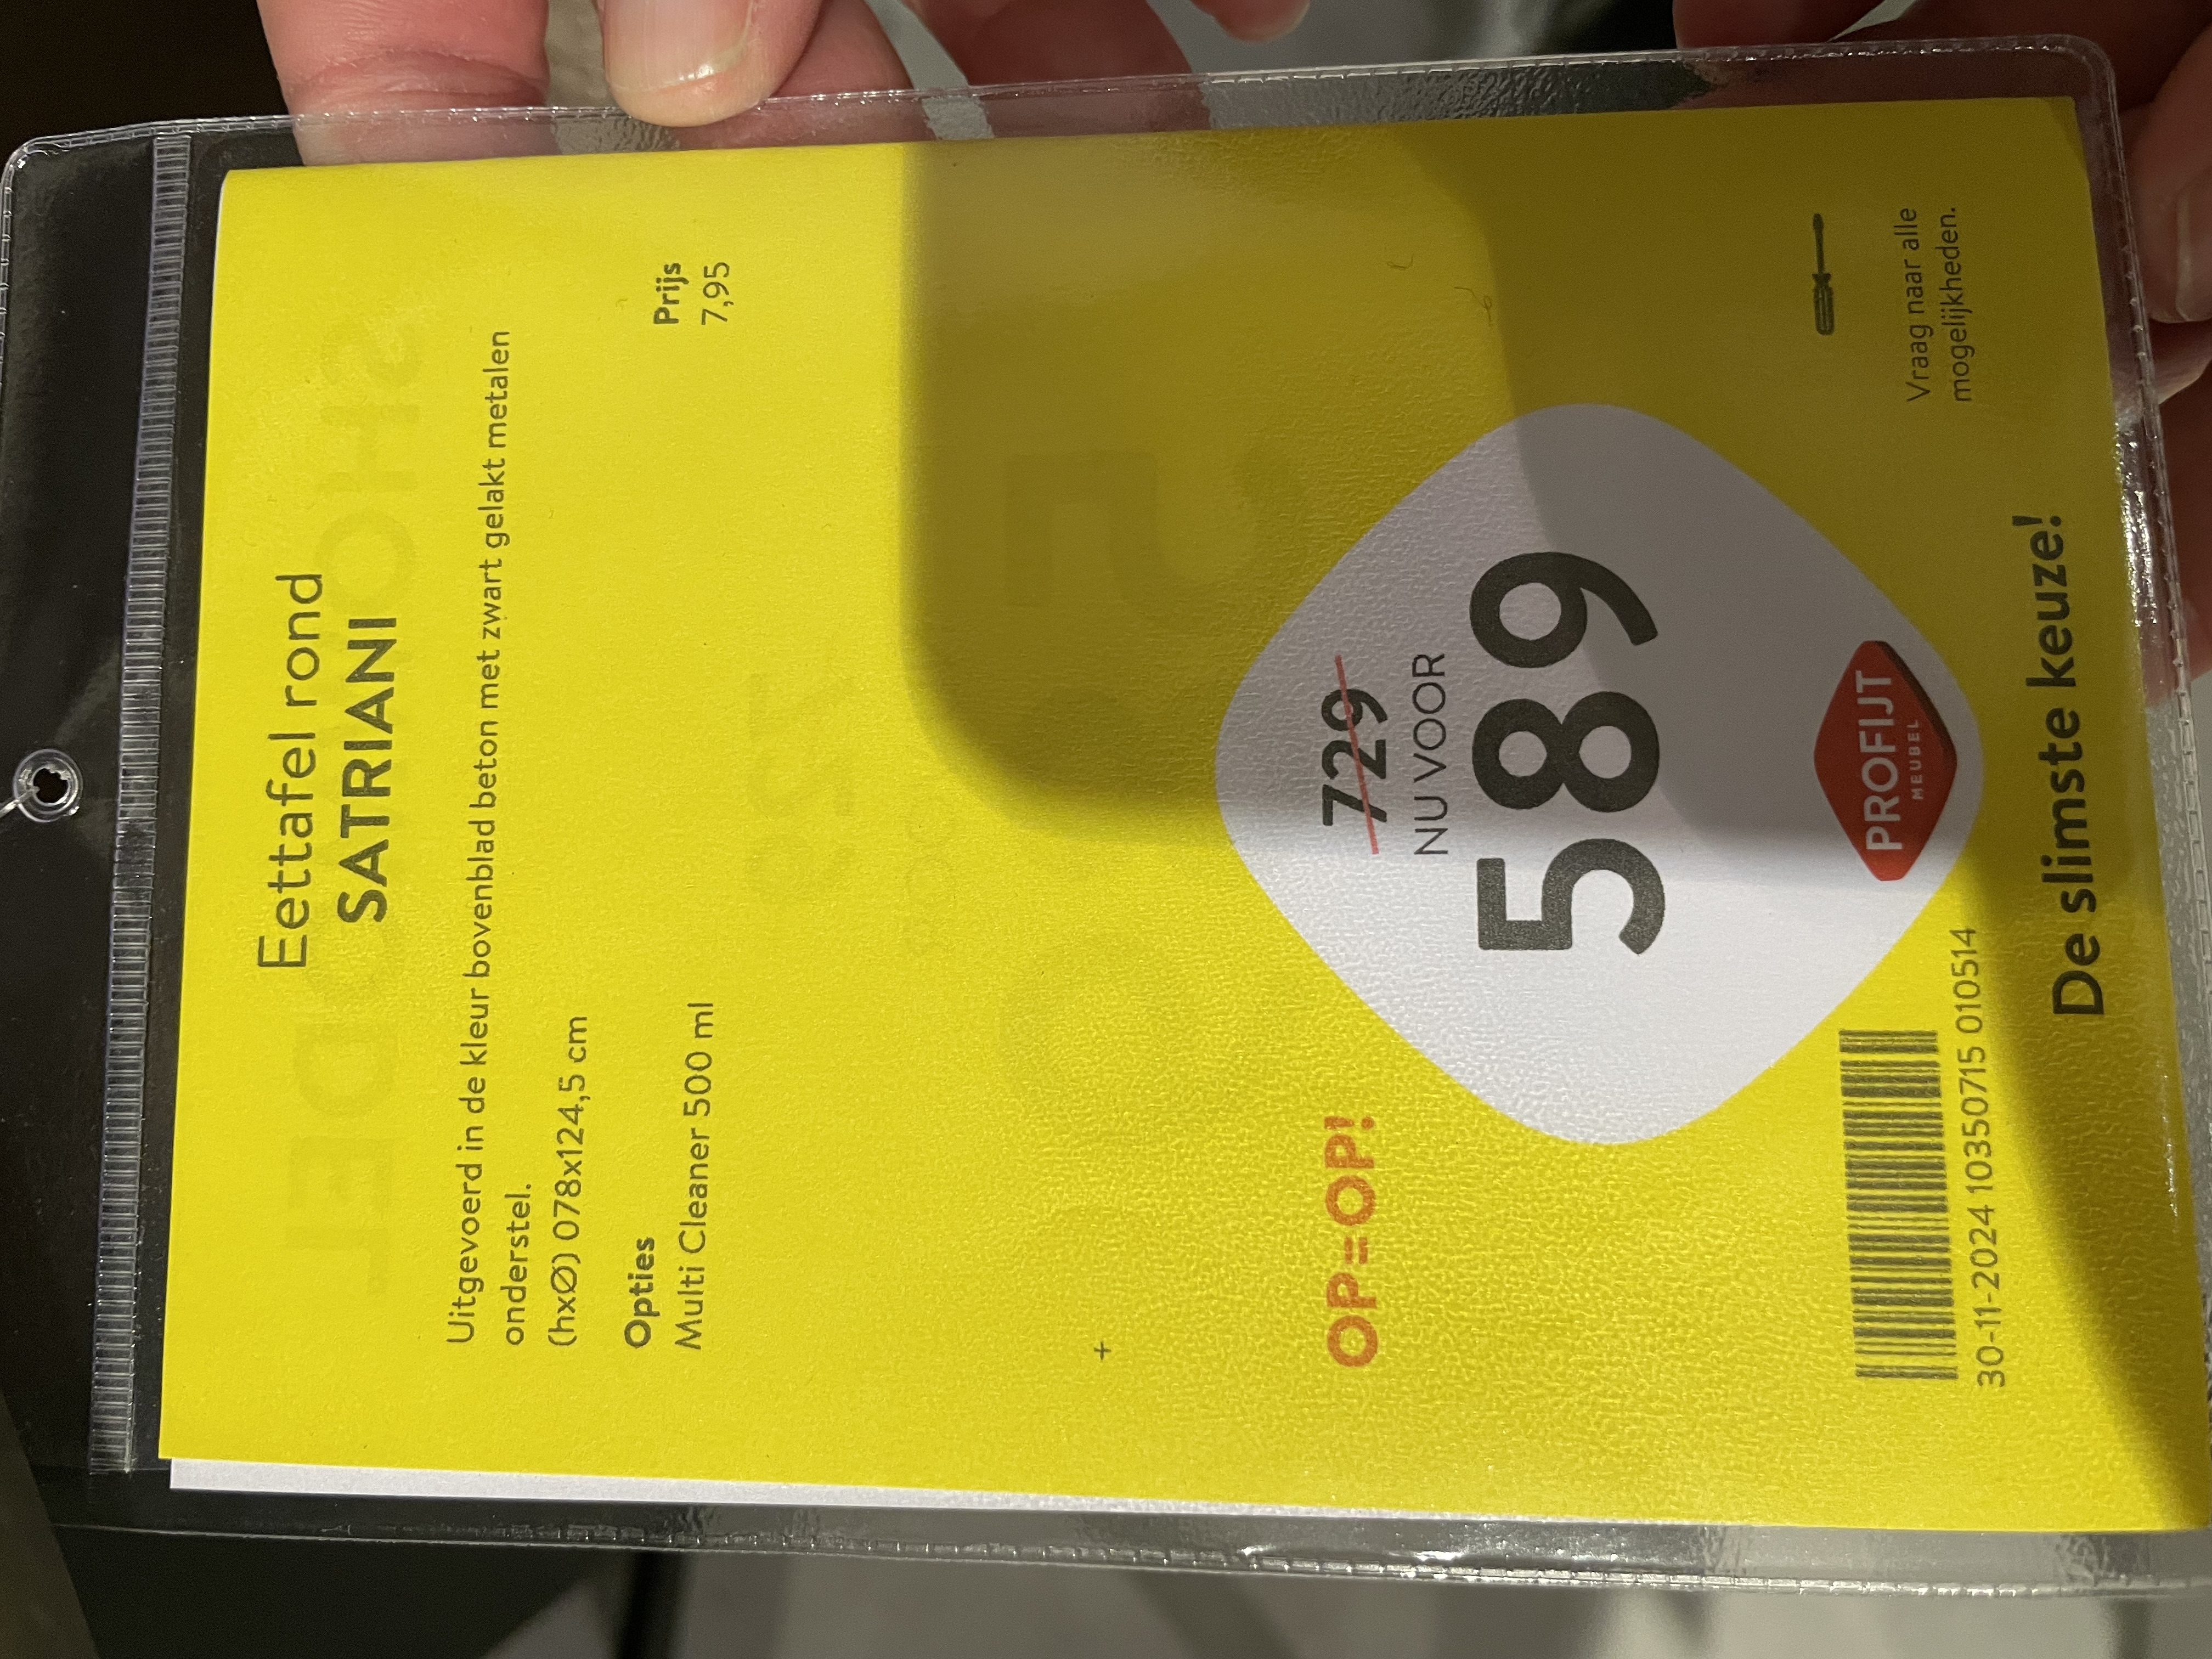 Eettafel rond
SATRIANI
Uitgevoerd in de kleur bovenblad beton met zwart gelakt metalen
onderstel.
(hxØ) 078x124,5 cm
Opties Prijs
Multi Cleaner 500 ml 7,95
+
OP=OP!
729
NU VOOR
589
PROFIJT
MEUBEL
Vraag naar alle
mogelijkheden.
30-11-2024 10350715 010514
De slimste keuze!